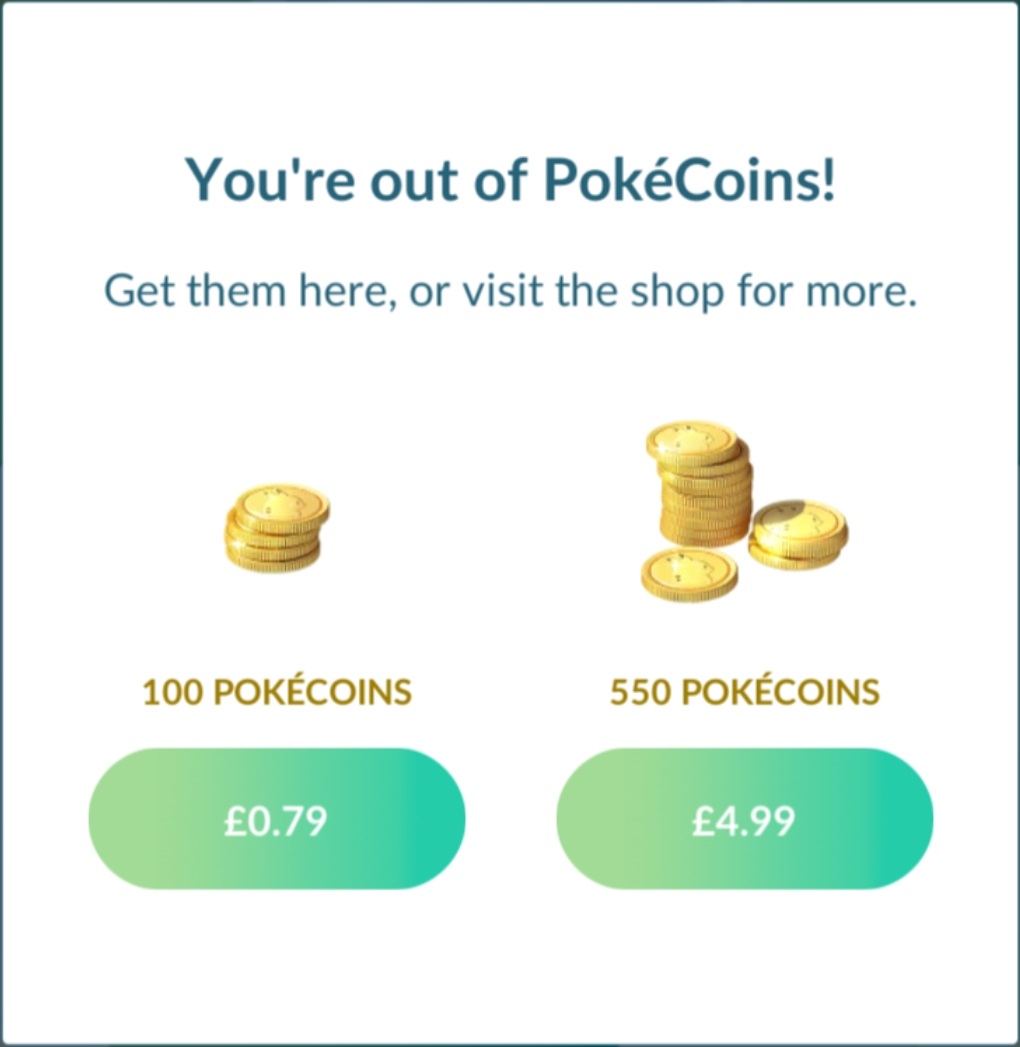 You're out of PokéCoins!
Get them here, or visit the shop for more.
100 POKÉCOINS
550 POKÉCOINS
£0.79
£4.99